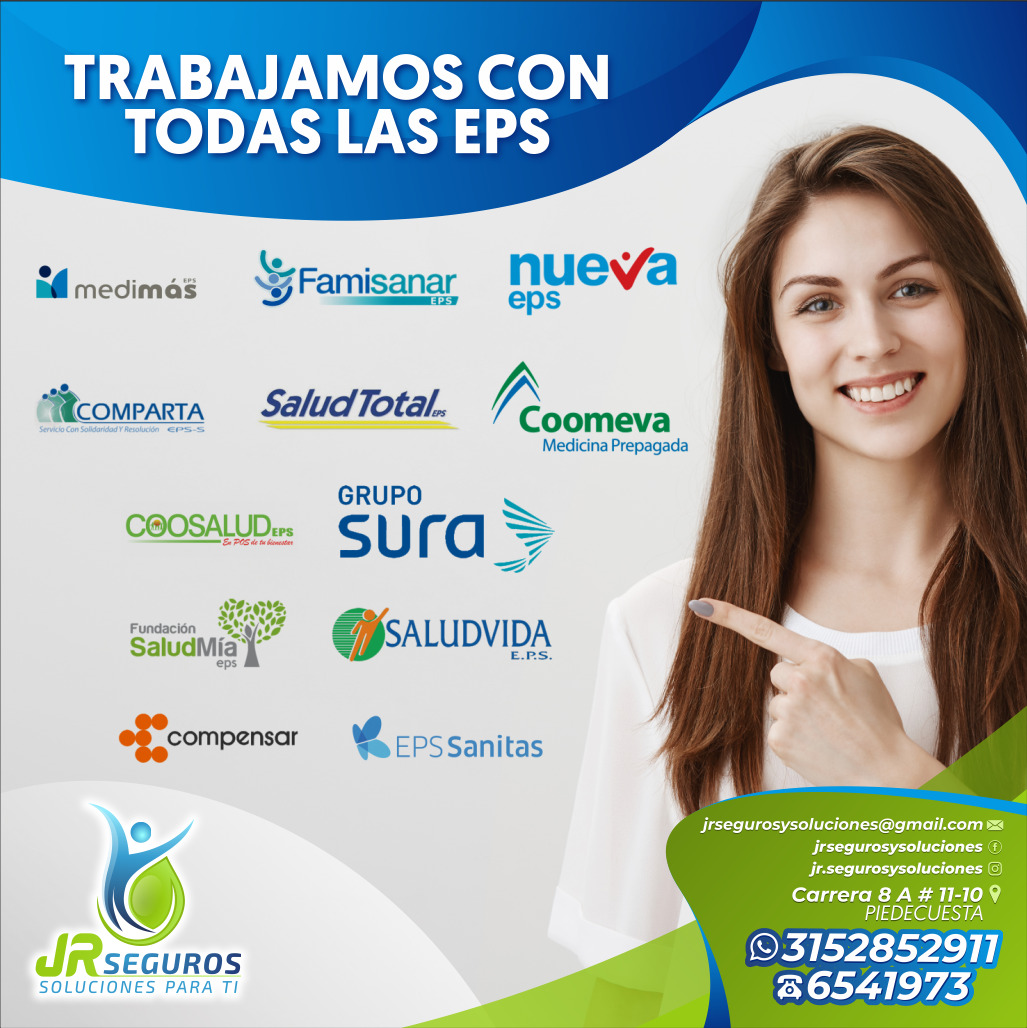 TRABAJAMOS CON
TODAS LAS EPS
medimás EPS
Famisanar
EPS
nueva
eps
COMPARTA
Servicio Con Solidaridad Y Resolución EPS-S
Salud Total EPS
Coomeva
Medicina Prepagada
COOSALUD EPS
En POS de tu bienestar
GRUPO
sura
Fundación
SaludMía
eps
SALUDVIDA
E.P.S.
compensar
EPS Sanitas
JR SEGUROS
SOLUCIONES PARA TI
jrsegurosysoluciones@gmail.com
jrsegurosysoluciones
jr.segurosysoluciones
Carrera 8 A # 11-10
PIEDECUESTA
3152852911
6541973